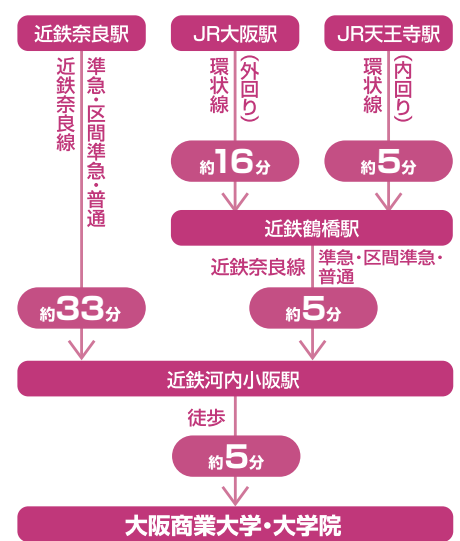 近鉄奈良駅
JR大阪駅
JR天王寺駅
近鉄奈良線
準急・区間準急・普通
環状線
(外回り)
環状線
(内回り)
約16分
約5分
近鉄鶴橋駅
近鉄奈良線
準急・区間準急・
普通
約33分
約5分
近鉄河内小阪駅
徒歩
約5分
大阪商業大学・大学院